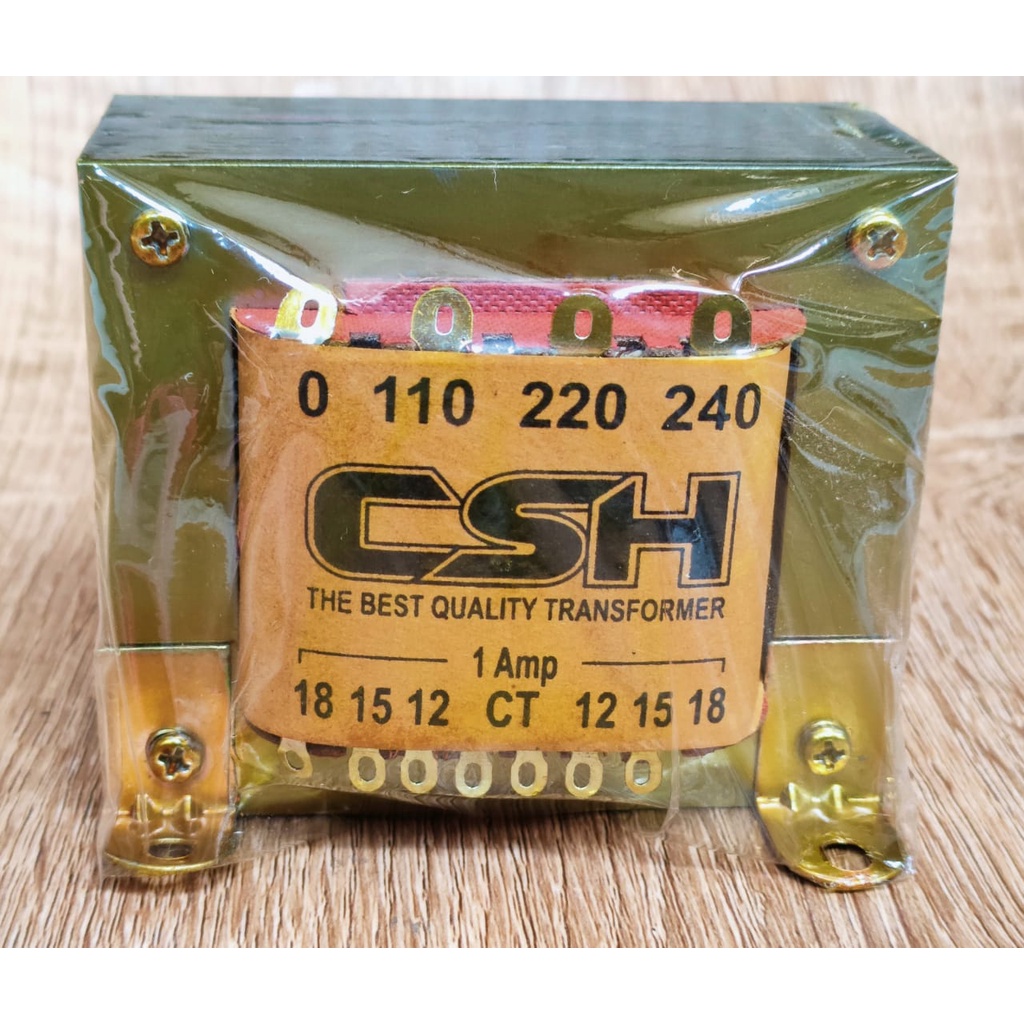 0 110 220 240
CSH
THE BEST QUALITY TRANSFORMER
1 Amp
18 15 12 CT 12 15 18